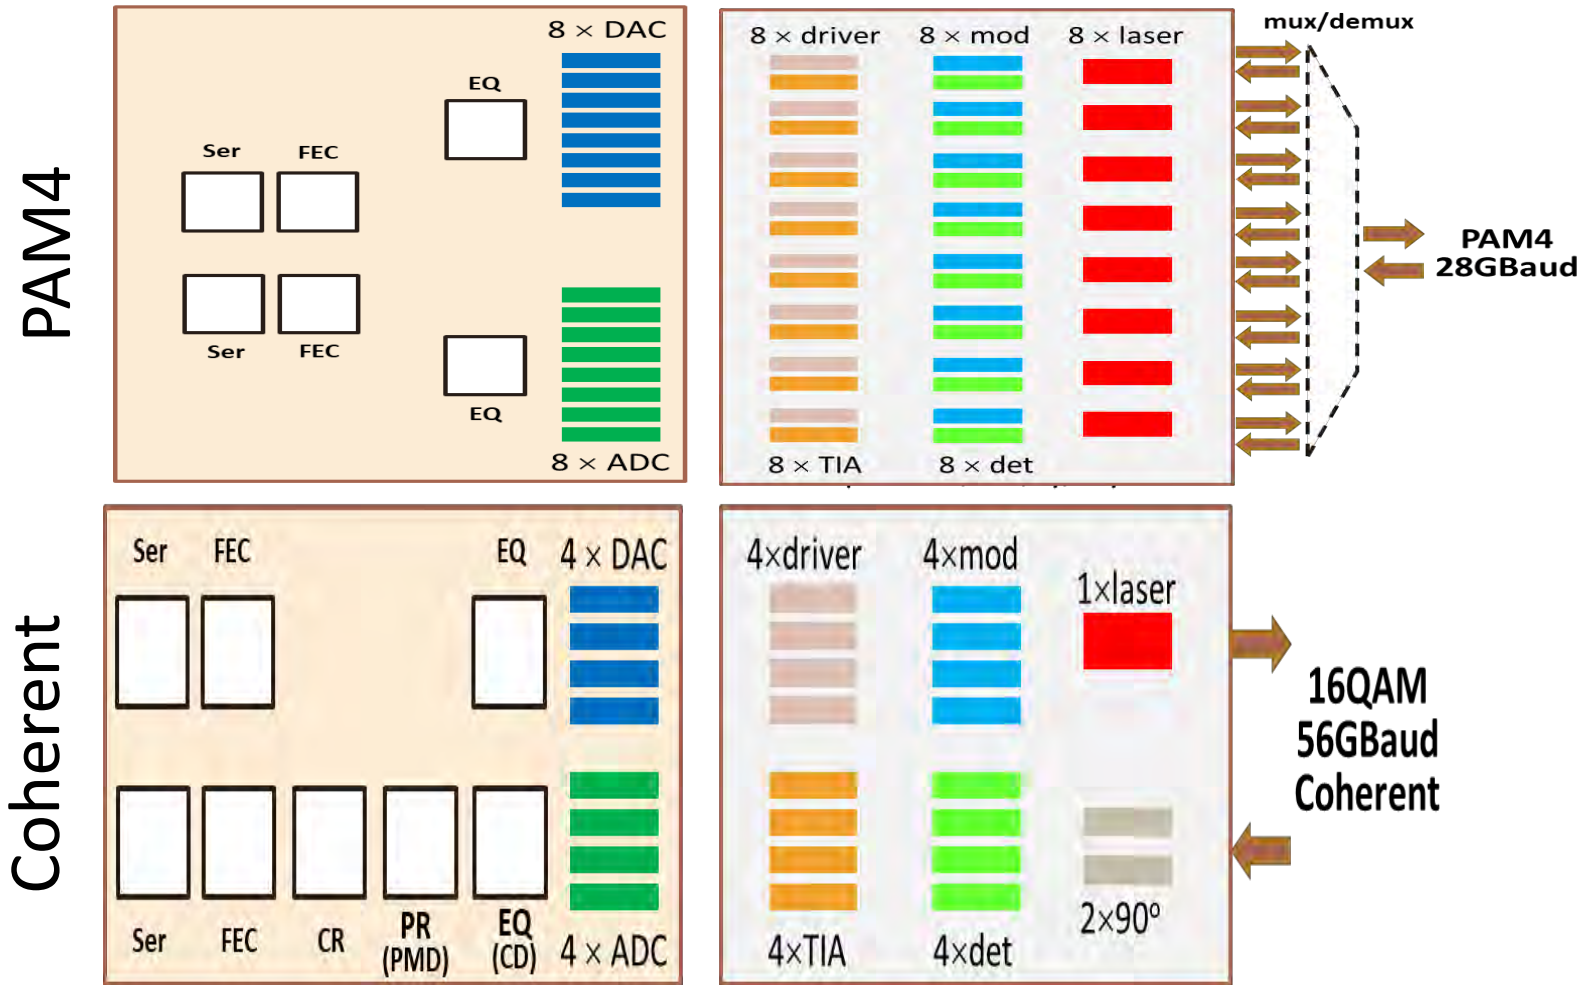 PAM4
8 × DAC
EQ
Ser
FEC
Ser
FEC
EQ
8 × ADC
8 × driver
8 × mod
8 × laser
8 × TIA
8 × det
mux/demux
PAM4
28GBaud
Coherent
Ser
FEC
EQ
4 × DAC
Ser
FEC
CR
PR
(PMD)
EQ
(CD)
4 × ADC
4×driver
4×mod
1×laser
4×TIA
4×det
2×90º
16QAM
56GBaud
Coherent